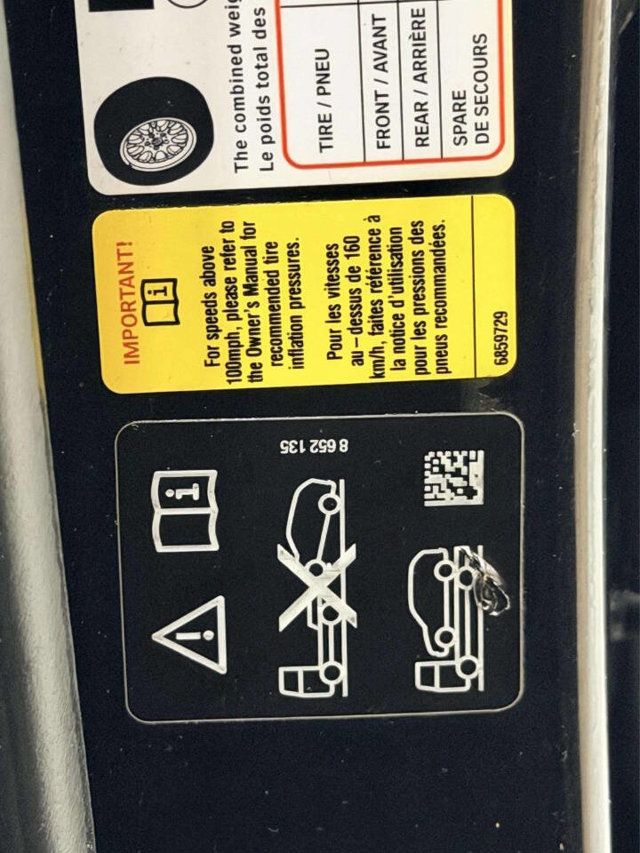 The combined
Le poids total des
TIRE / PNEU
FRONT / AVANT
REAR / ARRIÈRE
SPARE
DE SECOURS
IMPORTANT!
i
For speeds above
100mph, please refer to
the Owner's Manual for
recommended tire
inflation pressures.
Pour les vitesses
au – dessus de 160
km/h, faites référence à
la notice d'utilisation
pour les pressions des
pneus recommandées.
6859729
i
!
8 652 135